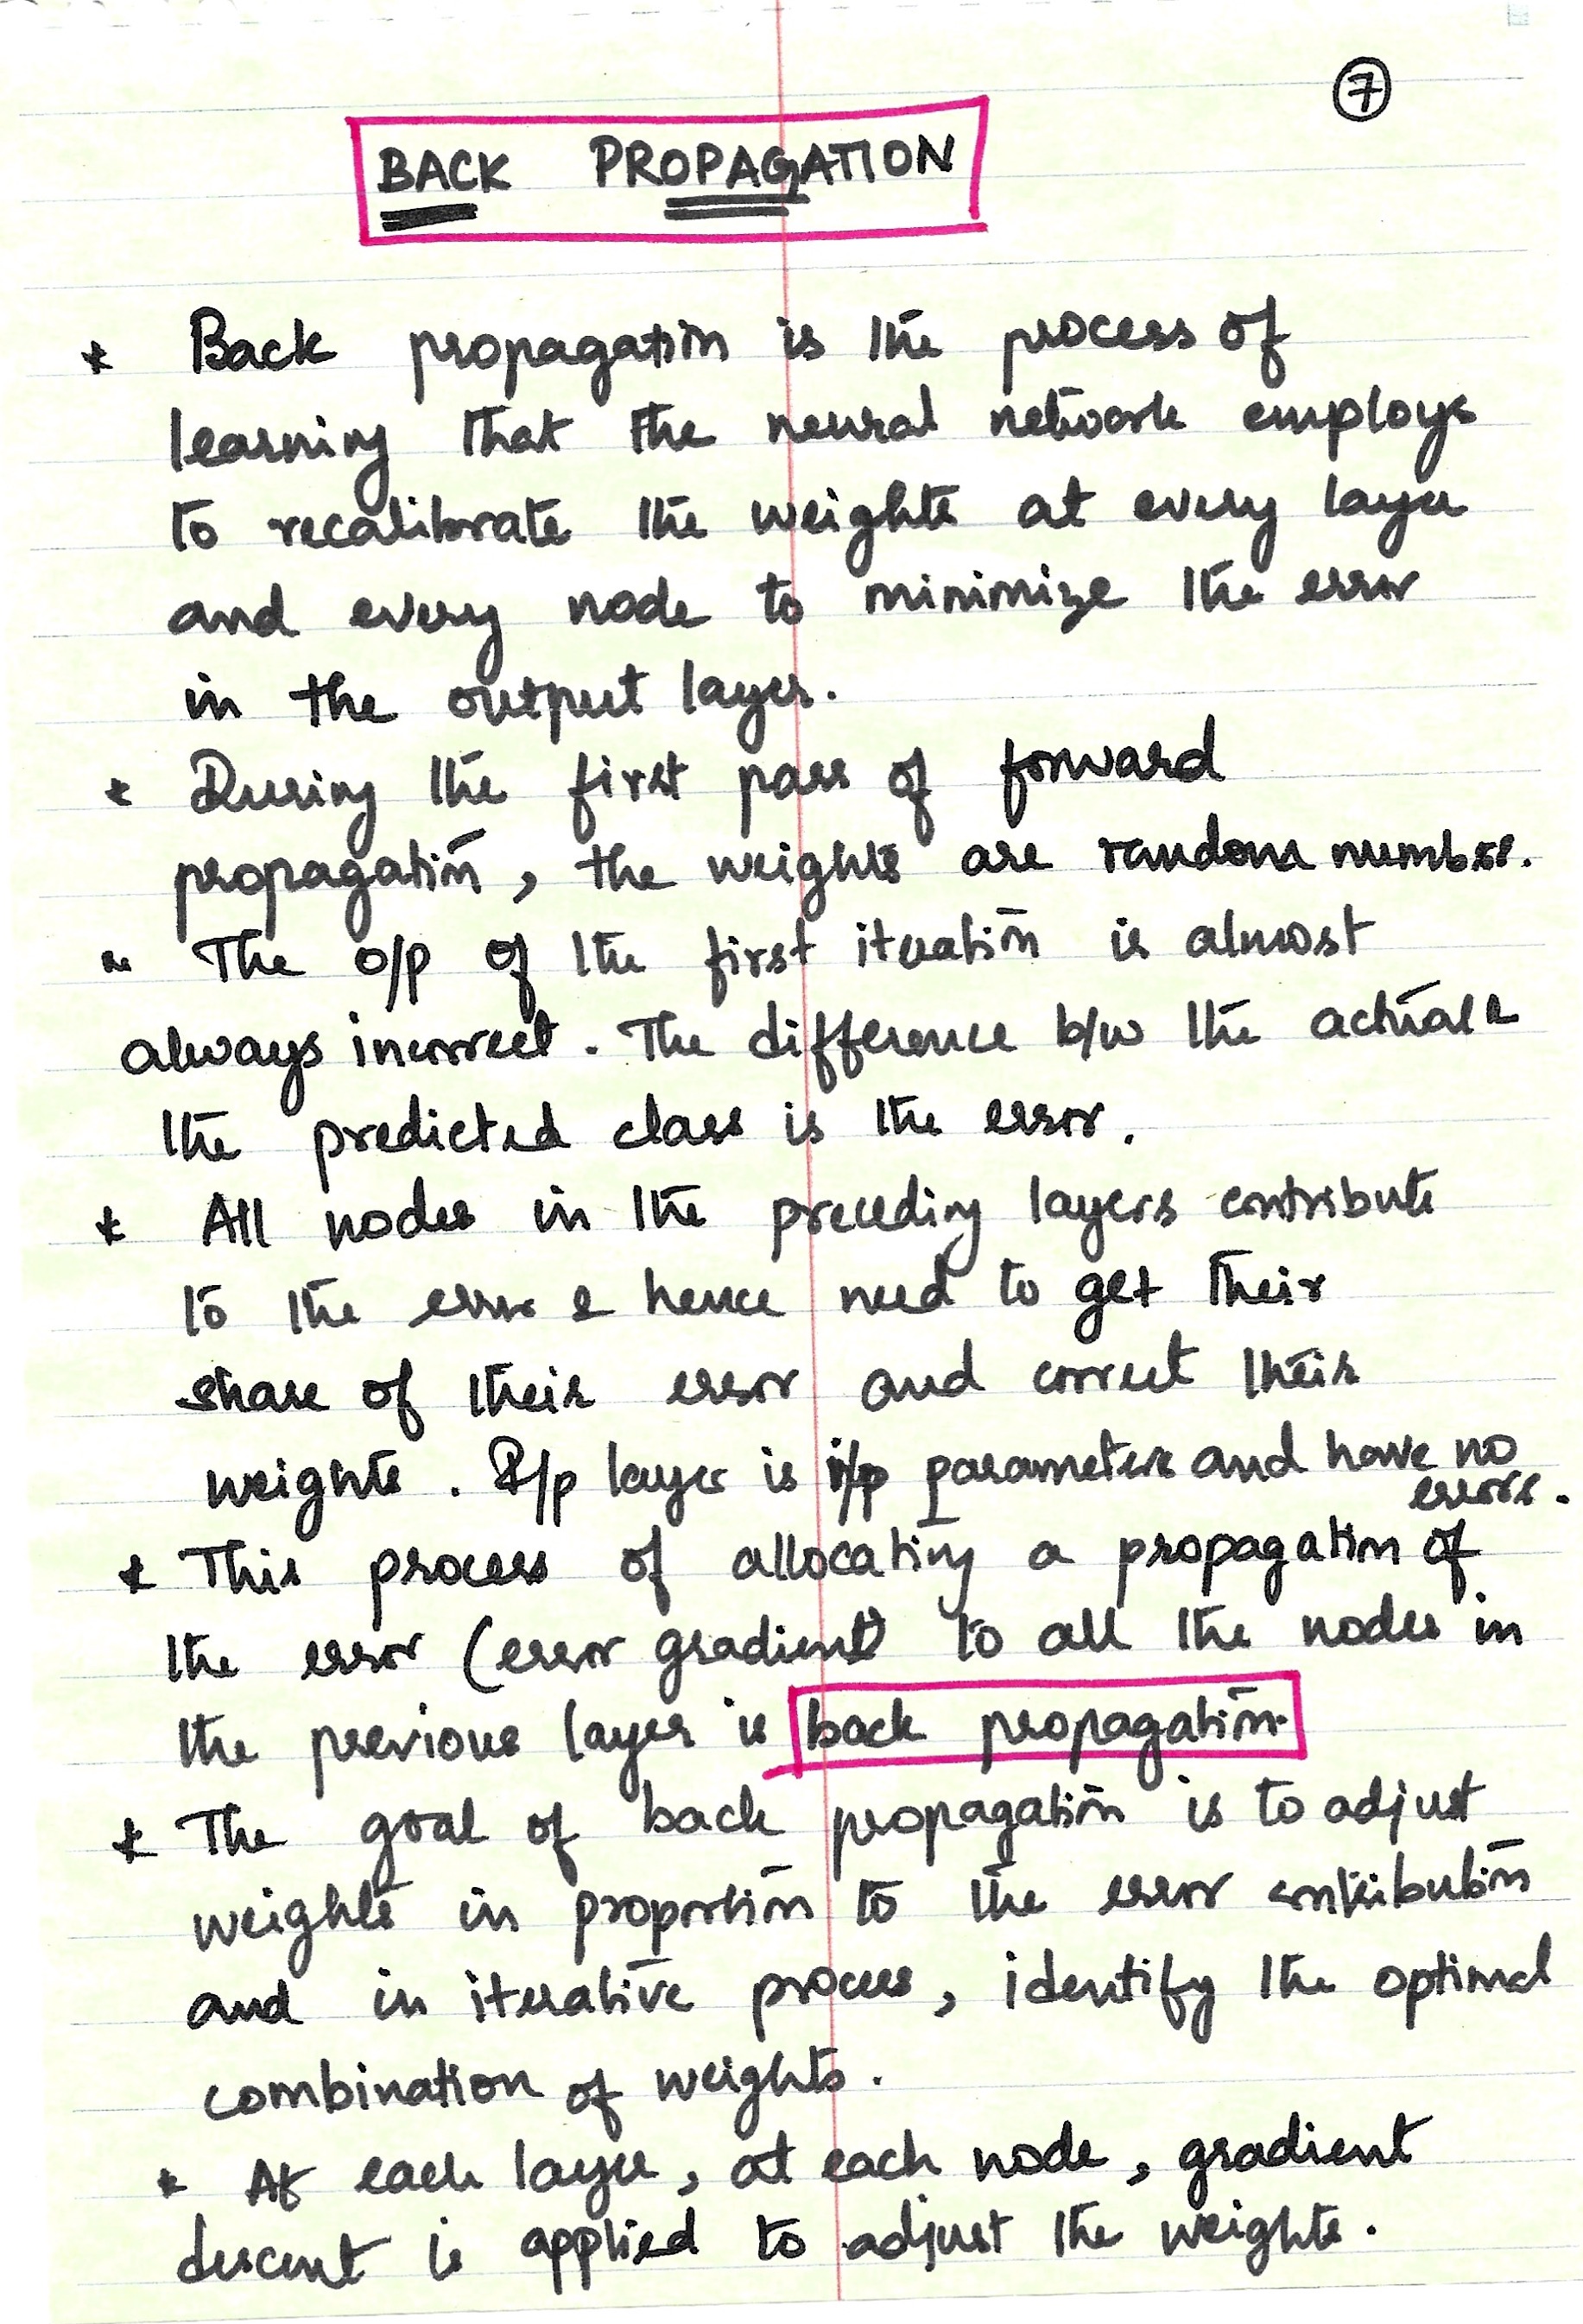 7
BACK PROPAGATION
* Back propagation is the process of
learning that the neural network employs
to recalibrate the weights at every layer
and every node to minimize the error
in the output layer.
* During the first pass of forward
propagation, the weights are random number.
* The o/p of the first iteration is almost
always incorrect. The difference b/w the actual &
the predicted class is the error.
* All nodes in the preceding layers contribute
to the error & hence need to get their
share of their error and correct their
weights. I/p layer is i/p parameters and have no
errors.
* This process of allocating a propagation of
the error (error gradient) to all the nodes in
the previous layer is back propagation.
* The goal of back propagation is to adjust
weights in proportion to the error contribution
and in iterative process, identify the optimal
combination of weights.
* At each layer, at each node, gradient
descent is applied to adjust the weights.